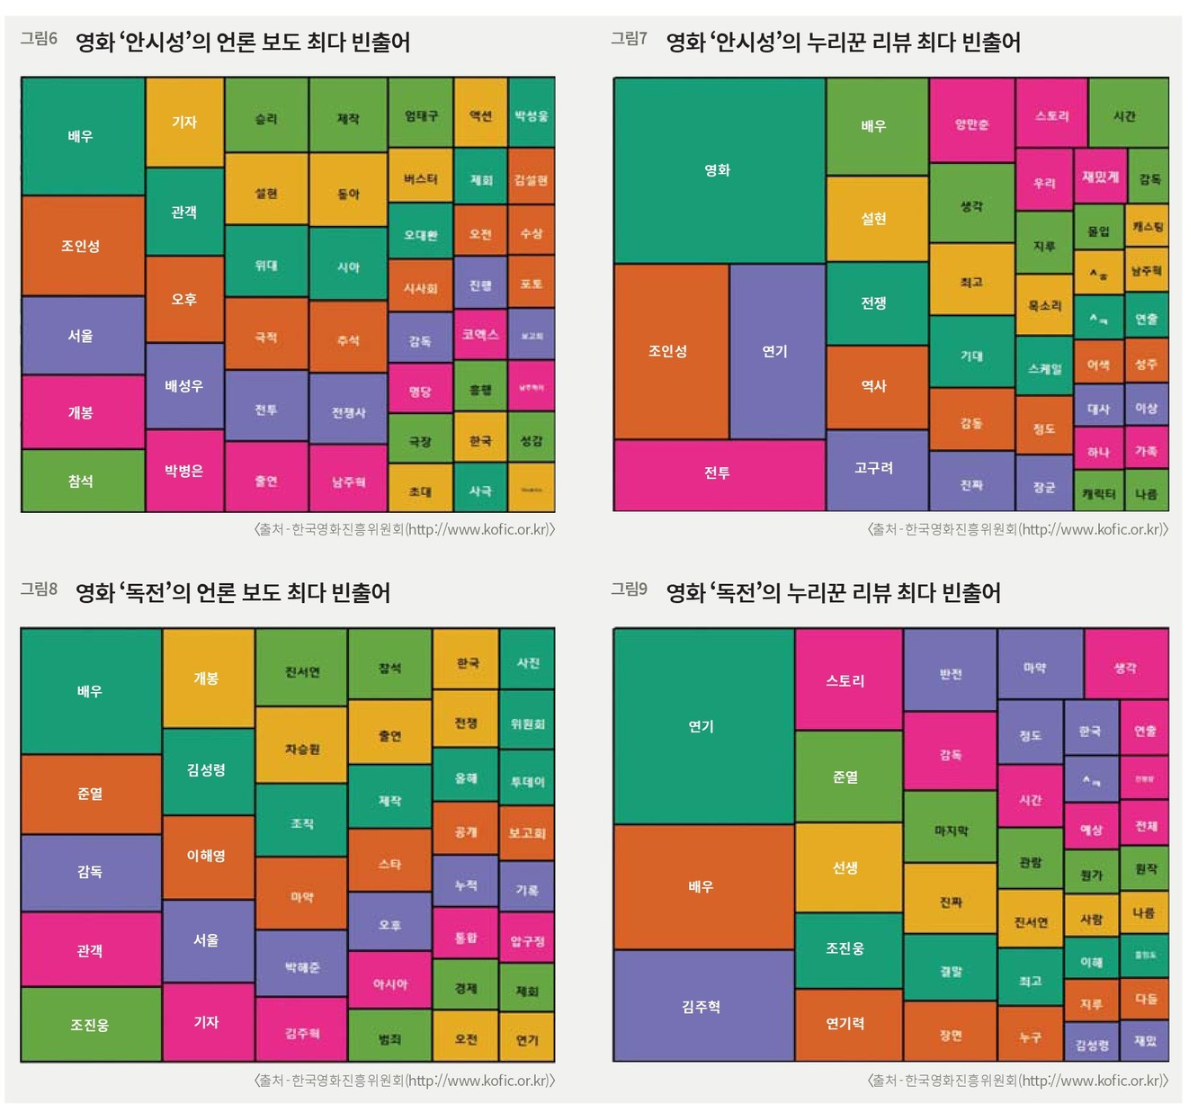 그림6 영화 ‘안시성’의 언론 보도 최다 빈출어
배우
조인성
서울
개봉
참석
기자
관객
오후
배성우
박병은
승리
설현
위대
극적
전투
출연
제작
동아
시아
추석
전쟁사
남주혁
엄태구
버스터
오대환
시사회
감독
명당
극장
초대
액션
제회
오전
진행
코엑스
흥행
한국
사극
박성웅
김설현
수상
포토
보고회
성감
〈출처-한국영화진흥위원회(http://www.kofic.or.kr)〉
그림7 영화 ‘안시성’의 누리꾼 리뷰 최다 빈출어
영화
조인성
연기
전투
배우
설현
전쟁
역사
고구려
양만춘
생각
최고
기대
감동
진짜
스토리
우리
지루
목소리
스케일
정도
장군
시간
재밌게
몰입
ㅅㅎ
ㅅㅋ
어색
대사
하나
캐릭터
감독
캐스팅
남주혁
연출
성주
이상
가족
나름
〈출처-한국영화진흥위원회(http://www.kofic.or.kr)〉
그림8 영화 ‘독전’의 언론 보도 최다 빈출어
배우
준열
감독
관객
조진웅
개봉
김성령
이해영
서울
기자
진서연
차승원
조직
마약
박해준
김주혁
참석
출연
제작
스타
오후
아시아
범죄
한국
전쟁
올해
공개
누적
통합
경제
오전
사진
위원회
투데이
보고회
기록
압구정
제회
연기
〈출처-한국영화진흥위원회(http://www.kofic.or.kr)〉
그림9 영화 ‘독전’의 누리꾼 리뷰 최다 빈출어
연기
배우
김주혁
스토리
준열
선생
조진웅
연기력
반전
감독
마지막
진짜
결말
장면
마약
정도
시간
관람
진서연
최고
누구
생각
한국
ㅅㅋ
예상
뭔가
사람
이해
지루
김성령
연출
전체
원작
나름
몰입도
다들
재밌
〈출처-한국영화진흥위원회(http://www.kofic.or.kr)〉